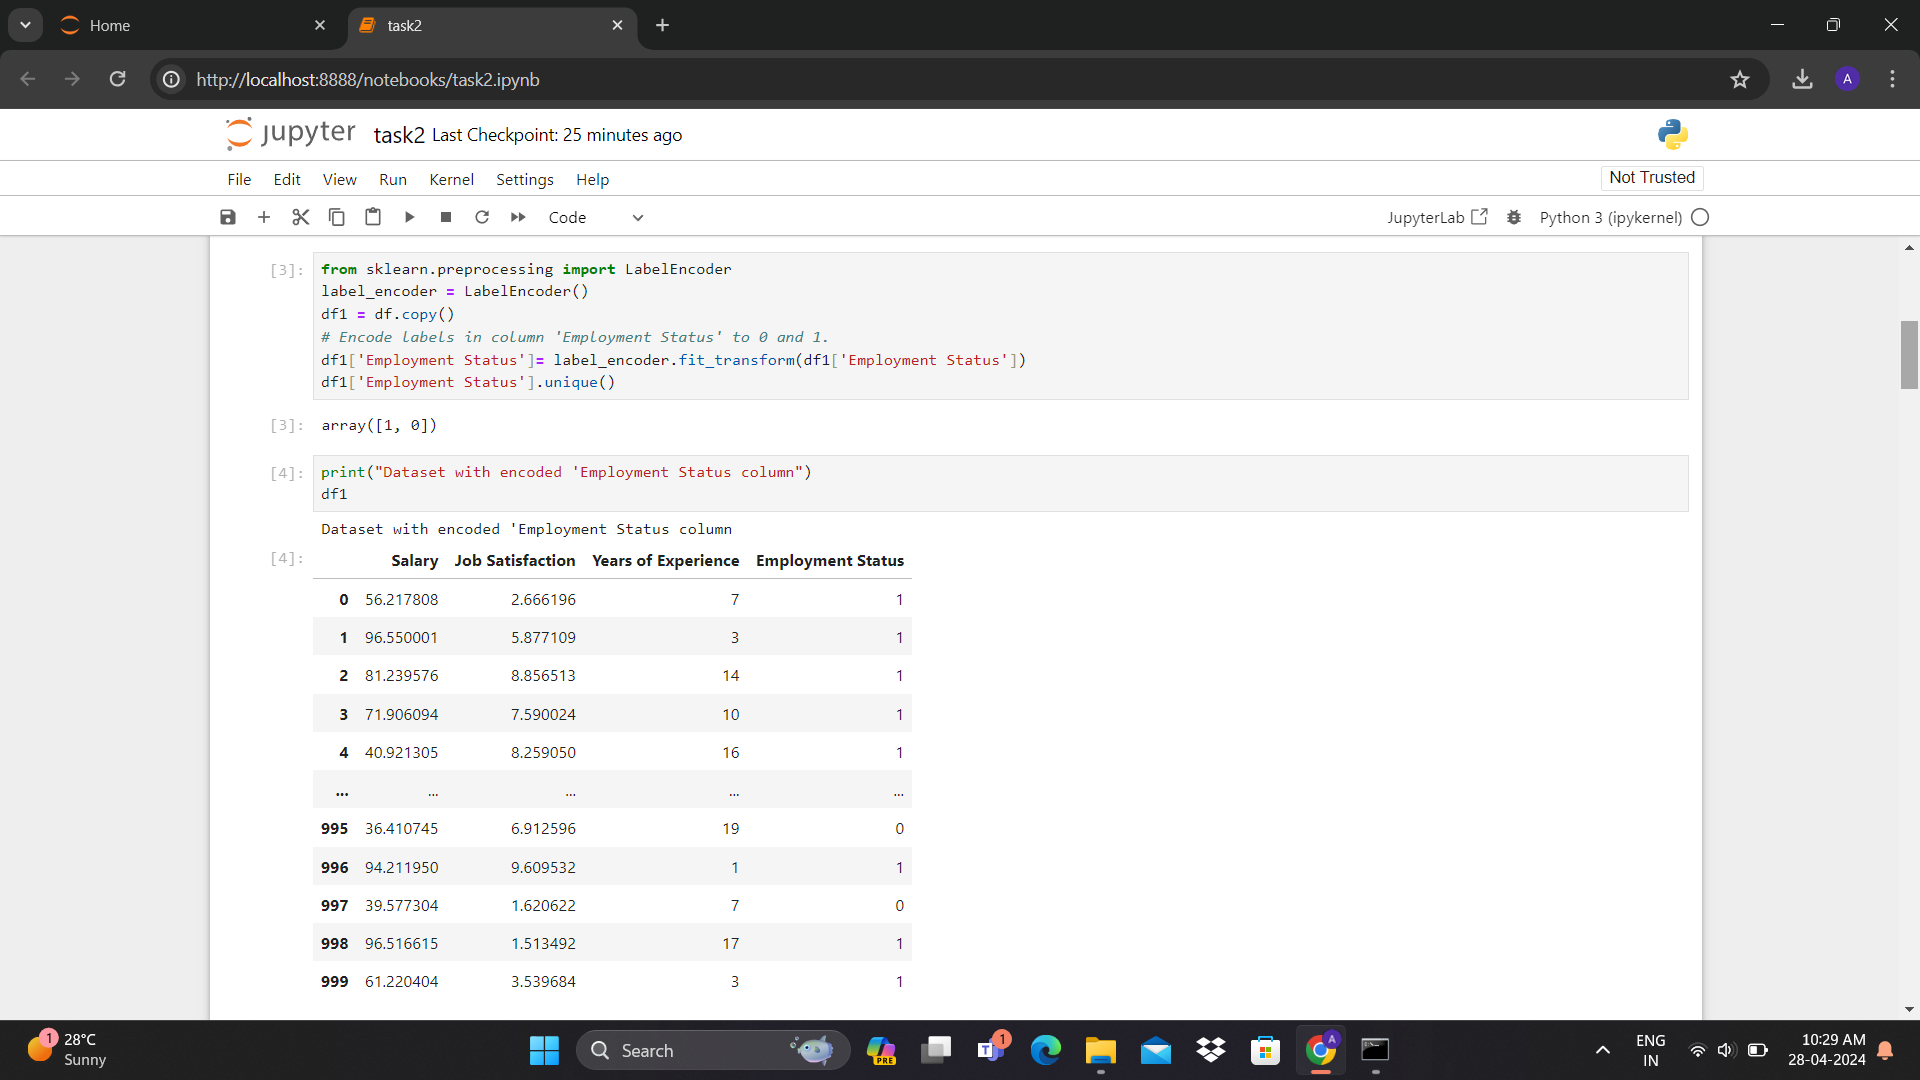 Home
task2
http://localhost:8888/notebooks/task2.ipynb
A
jupyter task2 Last Checkpoint: 25 minutes ago
File Edit View Run Kernel Settings Help
Not Trusted
Code
JupyterLab
Python 3 (ipykernel)
[3]: from sklearn.preprocessing import LabelEncoder
label_encoder = LabelEncoder()
df1 = df.copy()
# Encode labels in column 'Employment Status' to 0 and 1.
df1['Employment Status']= label_encoder.fit_transform(df1['Employment Status'])
df1['Employment Status'].unique()
[3]: array([1, 0])
[4]: print("Dataset with encoded 'Employment Status column")
df1
Dataset with encoded 'Employment Status column
[4]: Salary Job Satisfaction Years of Experience Employment Status
0 56.217808 2.666196 7 1
1 96.550001 5.877109 3 1
2 81.239576 8.856513 14 1
3 71.906094 7.590024 10 1
4 40.921305 8.259050 16 1
... ... ... ... ...
995 36.410745 6.912596 19 0
996 94.211950 9.609532 1 1
997 39.577304 1.620622 7 0
998 96.516615 1.513492 17 1
999 61.220404 3.539684 3 1
1
28°C
Sunny
Search
PRE
T
1
A
ENG
IN
10:29 AM
28-04-2024